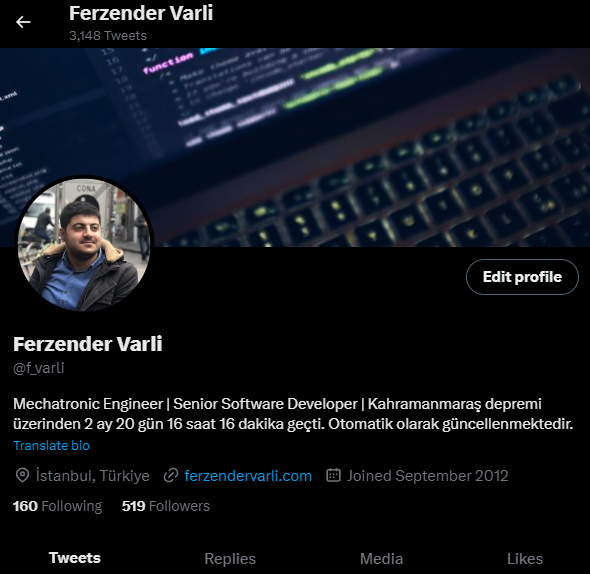 Ferzender Varli
3,148 Tweets
function
CONA
Edit profile
Ferzender Varli
@f_varli
Mechatronic Engineer | Senior Software Developer | Kahramanmaraş depremi
üzerinden 2 ay 20 gün 16 saat 16 dakika geçti. Otomatik olarak güncellenmektedir.
Translate bio
İstanbul, Türkiye ferzendervarli.com Joined September 2012
160 Following 519 Followers
Tweets Replies Media Likes